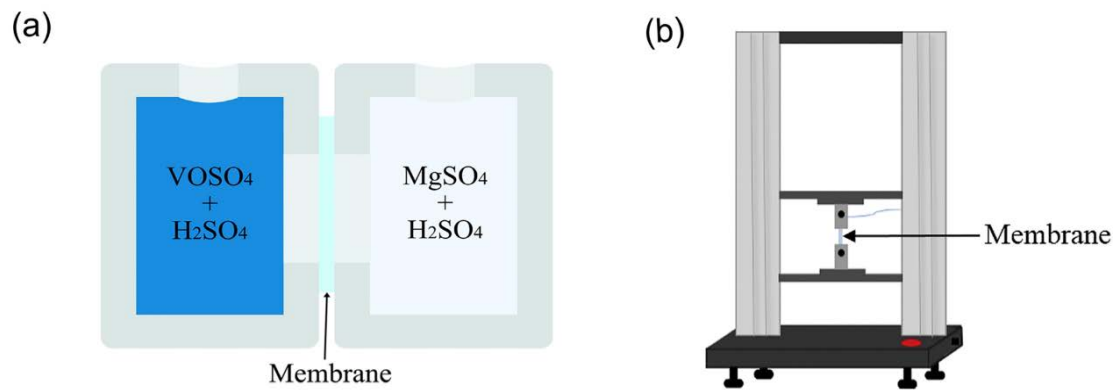 (a)
VOSO4
+
H2SO4
MgSO4
+
H2SO4
Membrane
(b)
Membrane